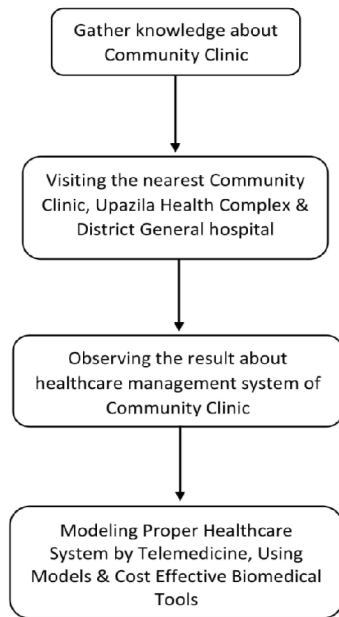 Gather knowledge about
Community Clinic
Visiting the nearest Community
Clinic, Upazila Health Complex &
District General hospital
Observing the result about
healthcare management system of
Community Clinic
Modeling Proper Healthcare
System by Telemedicine, Using
Models & Cost Effective Biomedical
Tools